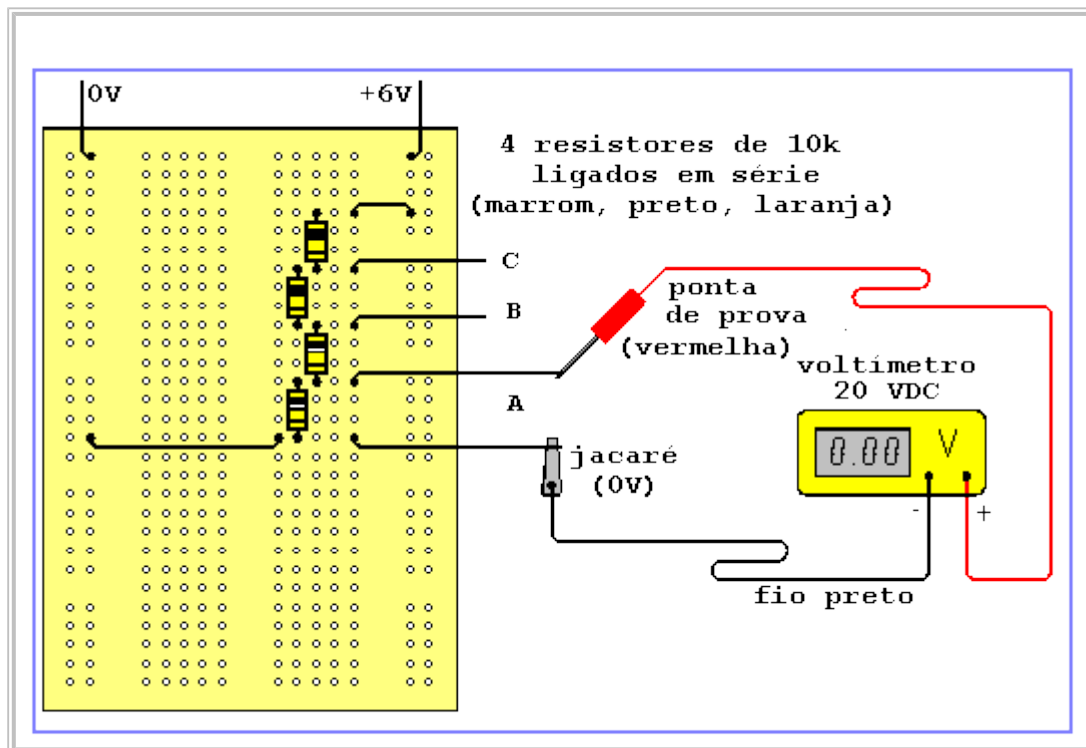 0V
+6V
4 resistores de 10k
ligados em série
(marrom, preto, laranja)
C
B
A
ponta
de prova
(vermelha)
voltímetro
20 VDC
0.00
V
- +
jacaré
(0V)
fio preto